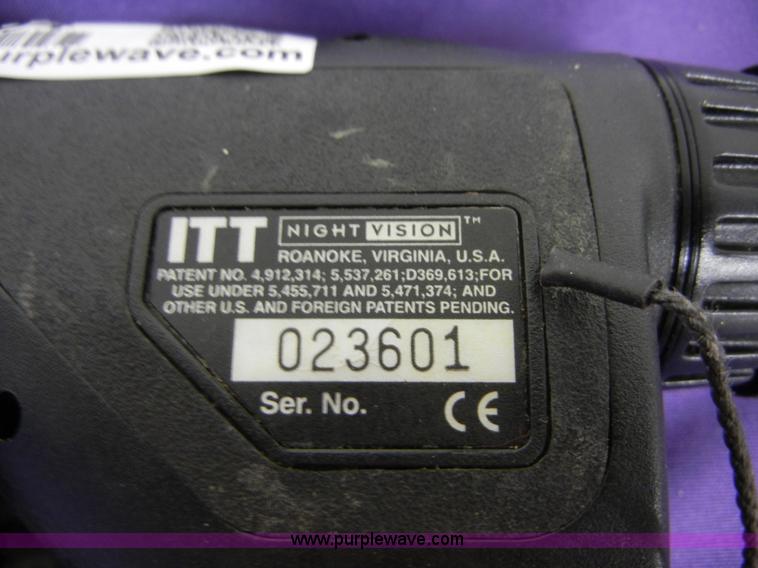 urplewave.com
ITT NIGHT VISION™
ROANOKE, VIRGINIA, U.S.A.
PATENT NO. 4,912,314; 5,537,261;D369,613;FOR
USE UNDER 5,455,711 AND 5,471,374; AND
OTHER U.S. AND FOREIGN PATENTS PENDING.
023601
Ser. No. CE
www.purplewave.com